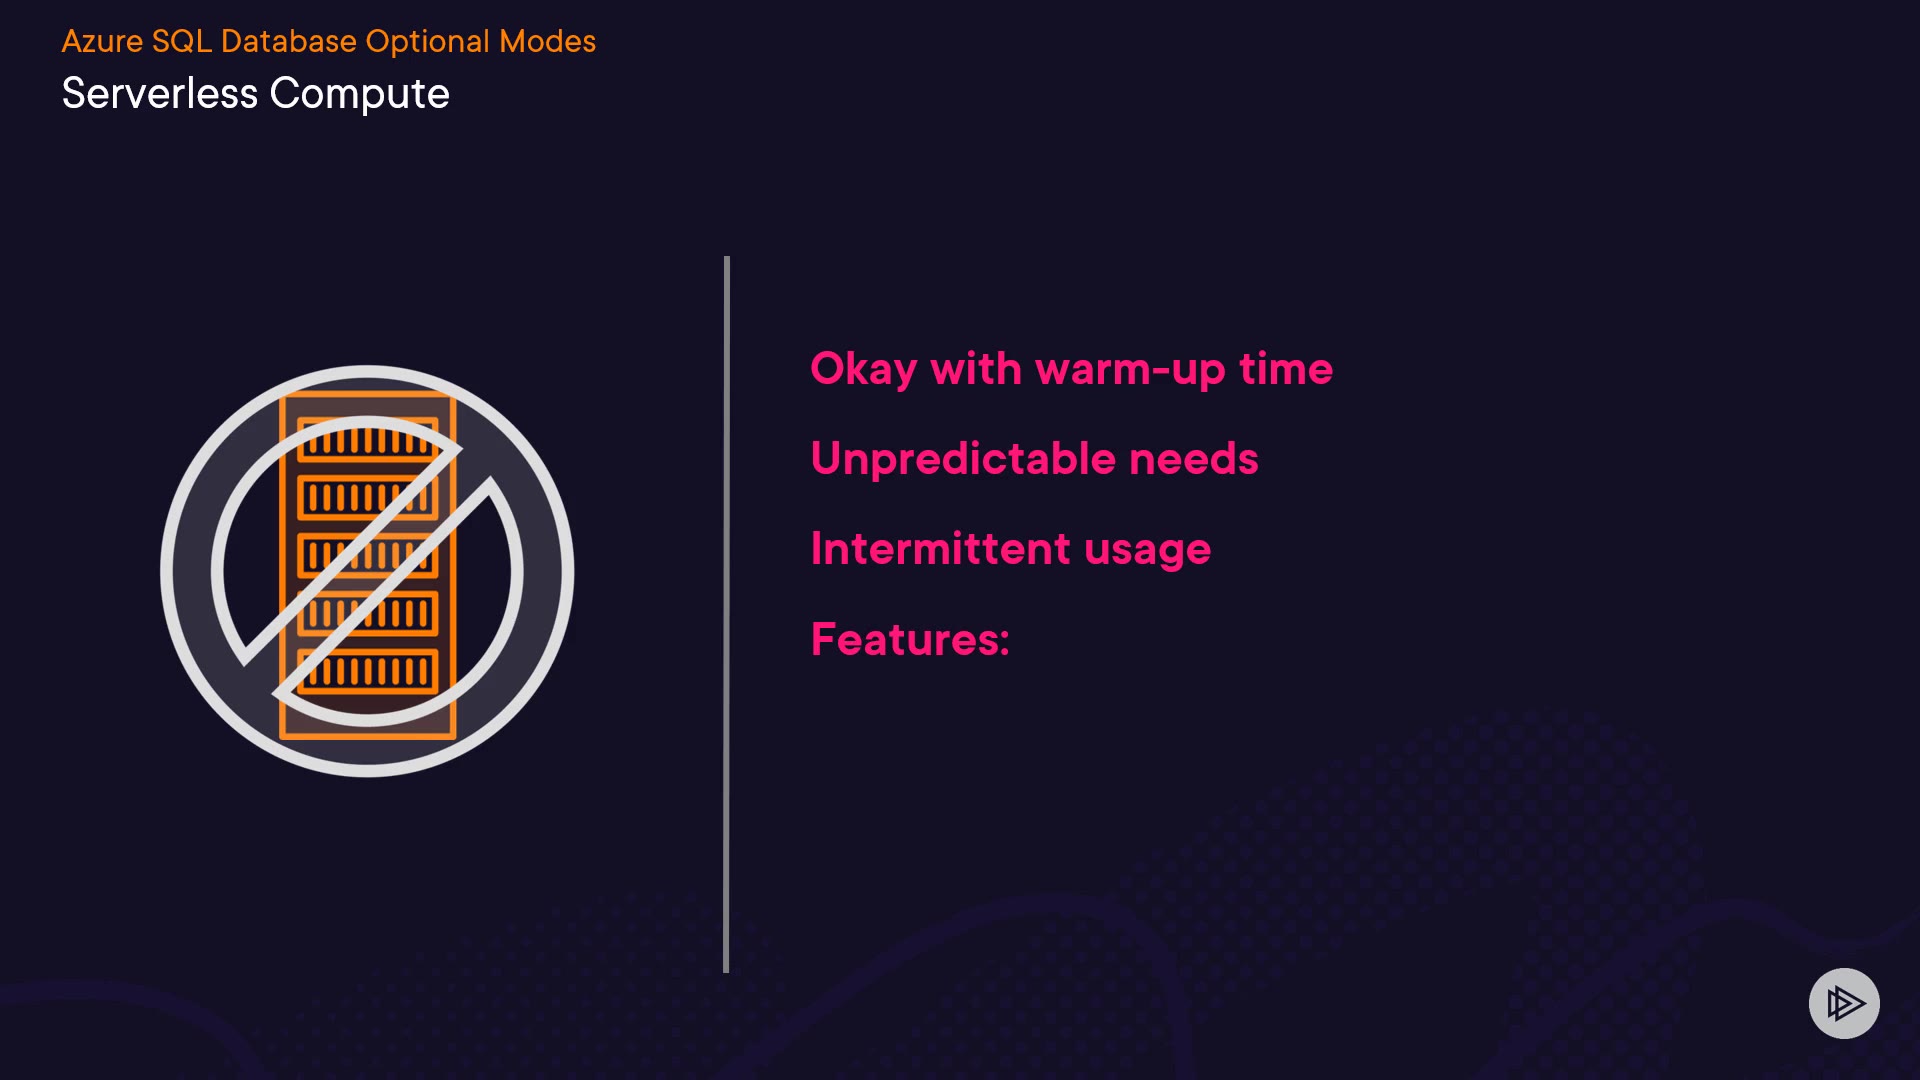 Azure SQL Database Optional Modes
Serverless Compute
Okay with warm-up time
Unpredictable needs
Intermittent usage
Features: